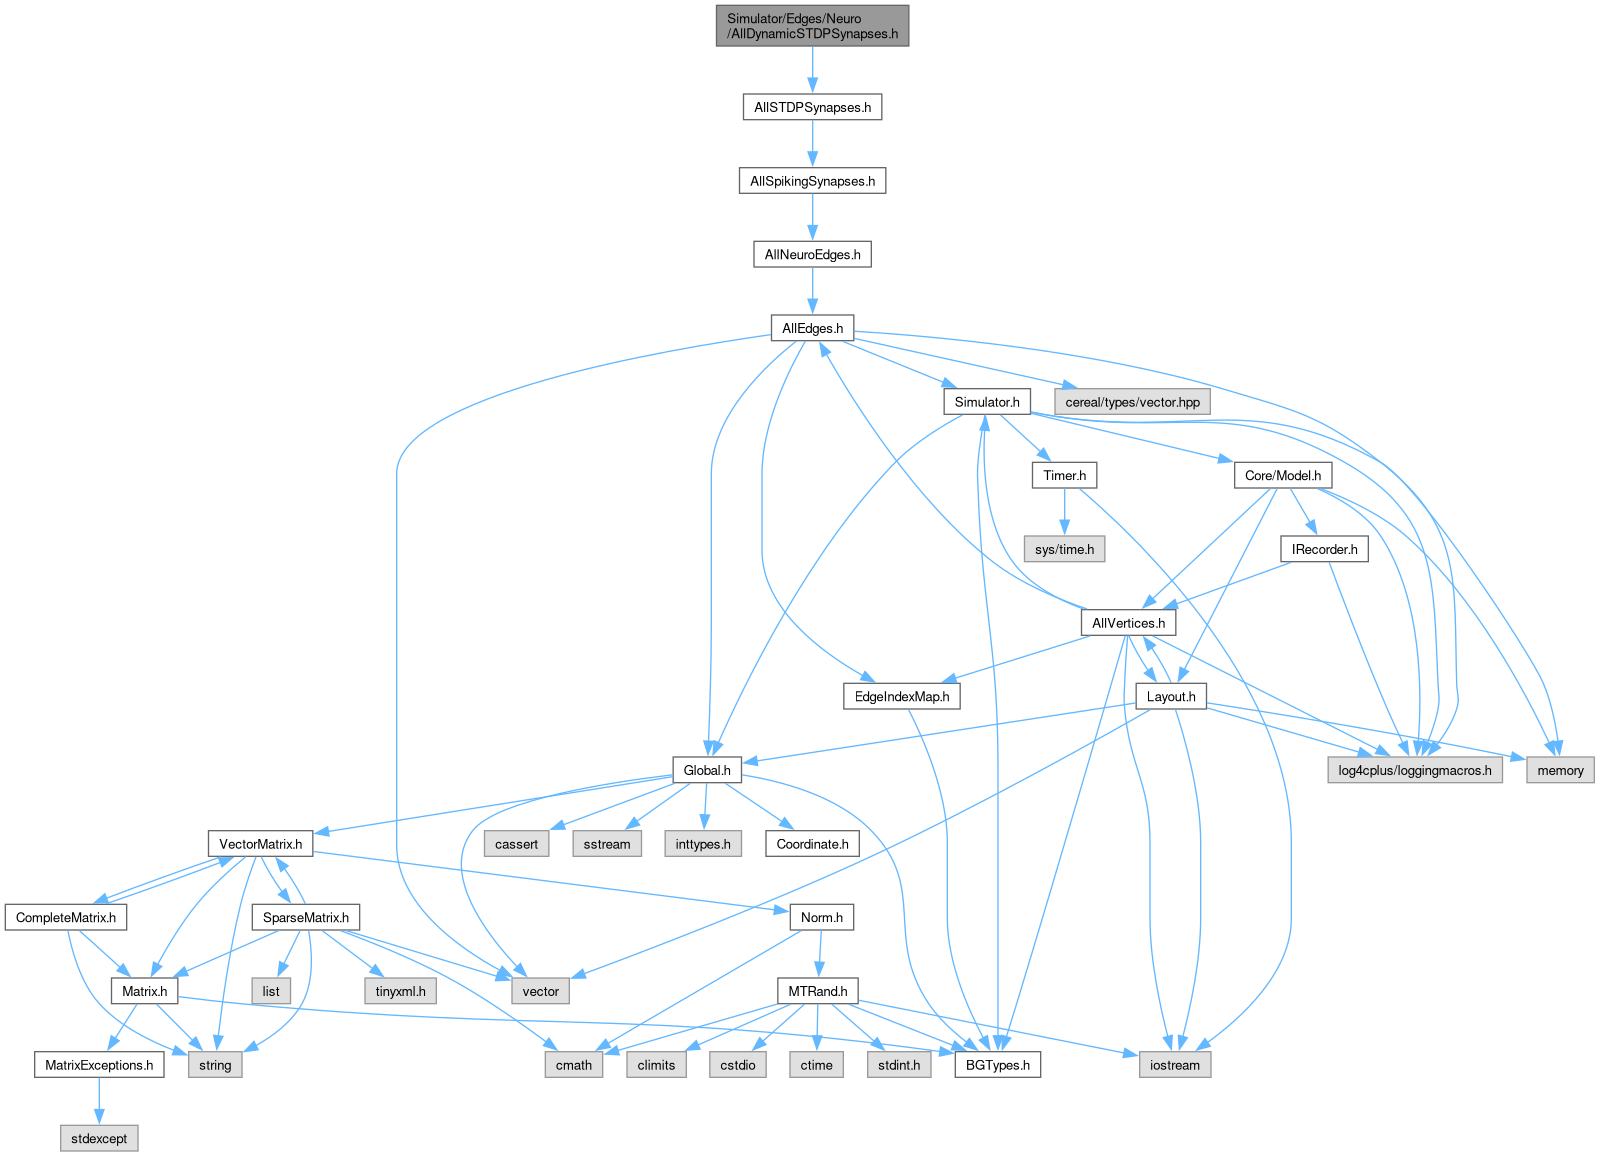 Simulator/Edges/Neuro
/AllDynamicSTDPSynapses.h
AllSTDPSynapses.h
AllSpikingSynapses.h
AllNeuroEdges.h
AllEdges.h
Simulator.h
cereal/types/vector.hpp
Timer.h
Core/Model.h
sys/time.h
IRecorder.h
AllVertices.h
EdgeIndexMap.h
Layout.h
Global.h
log4cplus/loggingmacros.h
memory
VectorMatrix.h
cassert
sstream
inttypes.h
Coordinate.h
CompleteMatrix.h
SparseMatrix.h
Norm.h
Matrix.h
list
tinyxml.h
vector
MTRand.h
MatrixExceptions.h
string
cmath
climits
cstdio
ctime
stdint.h
BGTypes.h
iostream
stdexcept